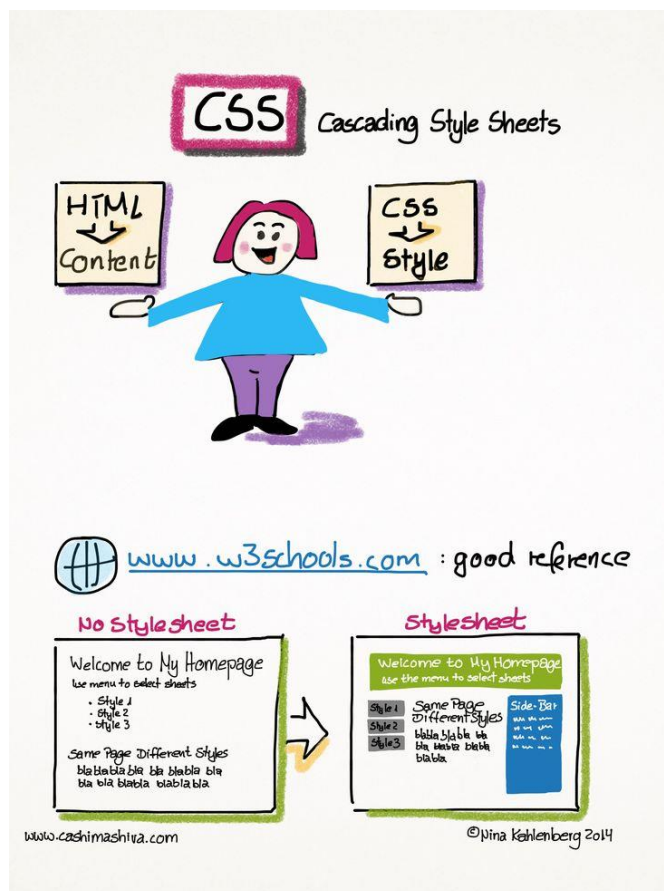 CSS Cascading Style Sheets
HTML
Content
CSS
Style
www.w3schools.com : good reference
No Stylesheet
Welcome to My Homepage
Use menu to select sheets
• Style 1
• Style 2
• Style 3
Same Page Different Styles
blablabla bla bla blabla bla
bla bla blabla blablabla
Stylesheet
Welcome to My Homepage
Use the menu to select sheets
Style 1
Style 2
Style 3
Same Page
Different Styles
blabla bla bla bla
bla blabla blabla
blabla
Side-Bar
www.cashimashiva.com
©Nina Kahlenberg 2014